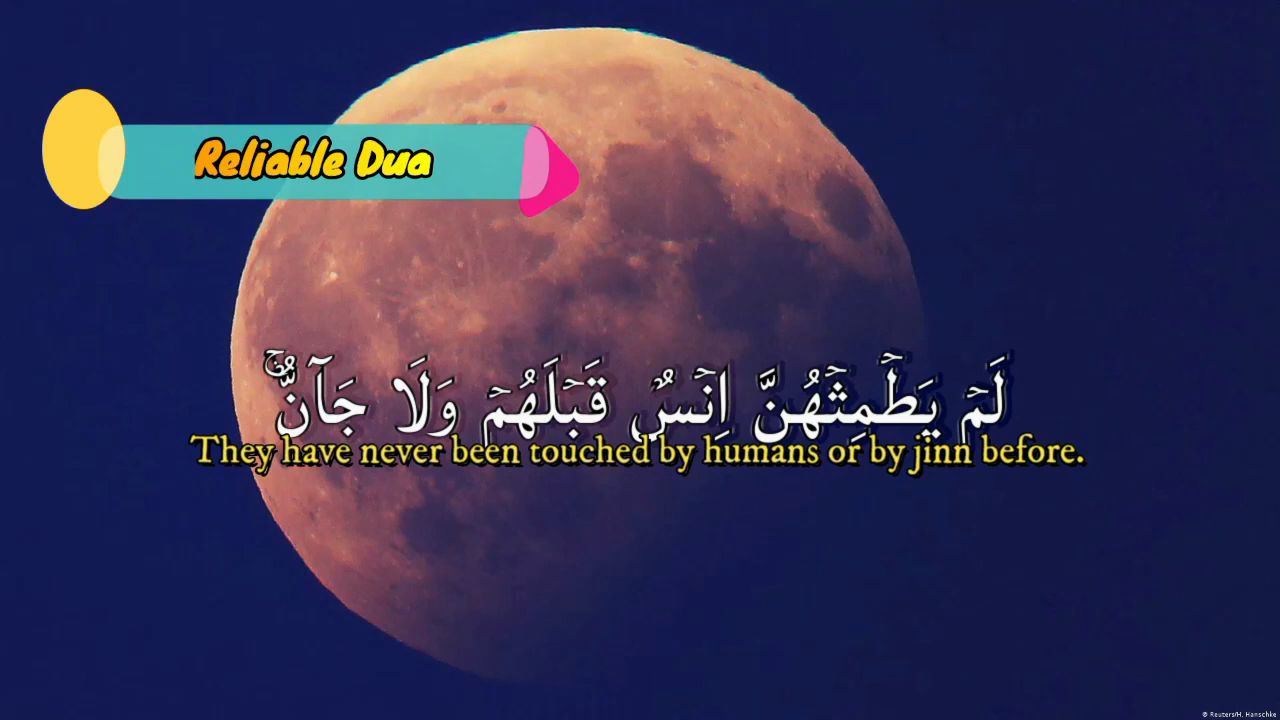 Reliable Dua
لَمۡ يَطۡمِثۡهُنَّ اِنۡسٌ قَبۡلَهُمۡ وَلَا جَآنٌّ​ۚ
They have never been touched by humans or by jinn before.
© Reuters/H. Hanschke